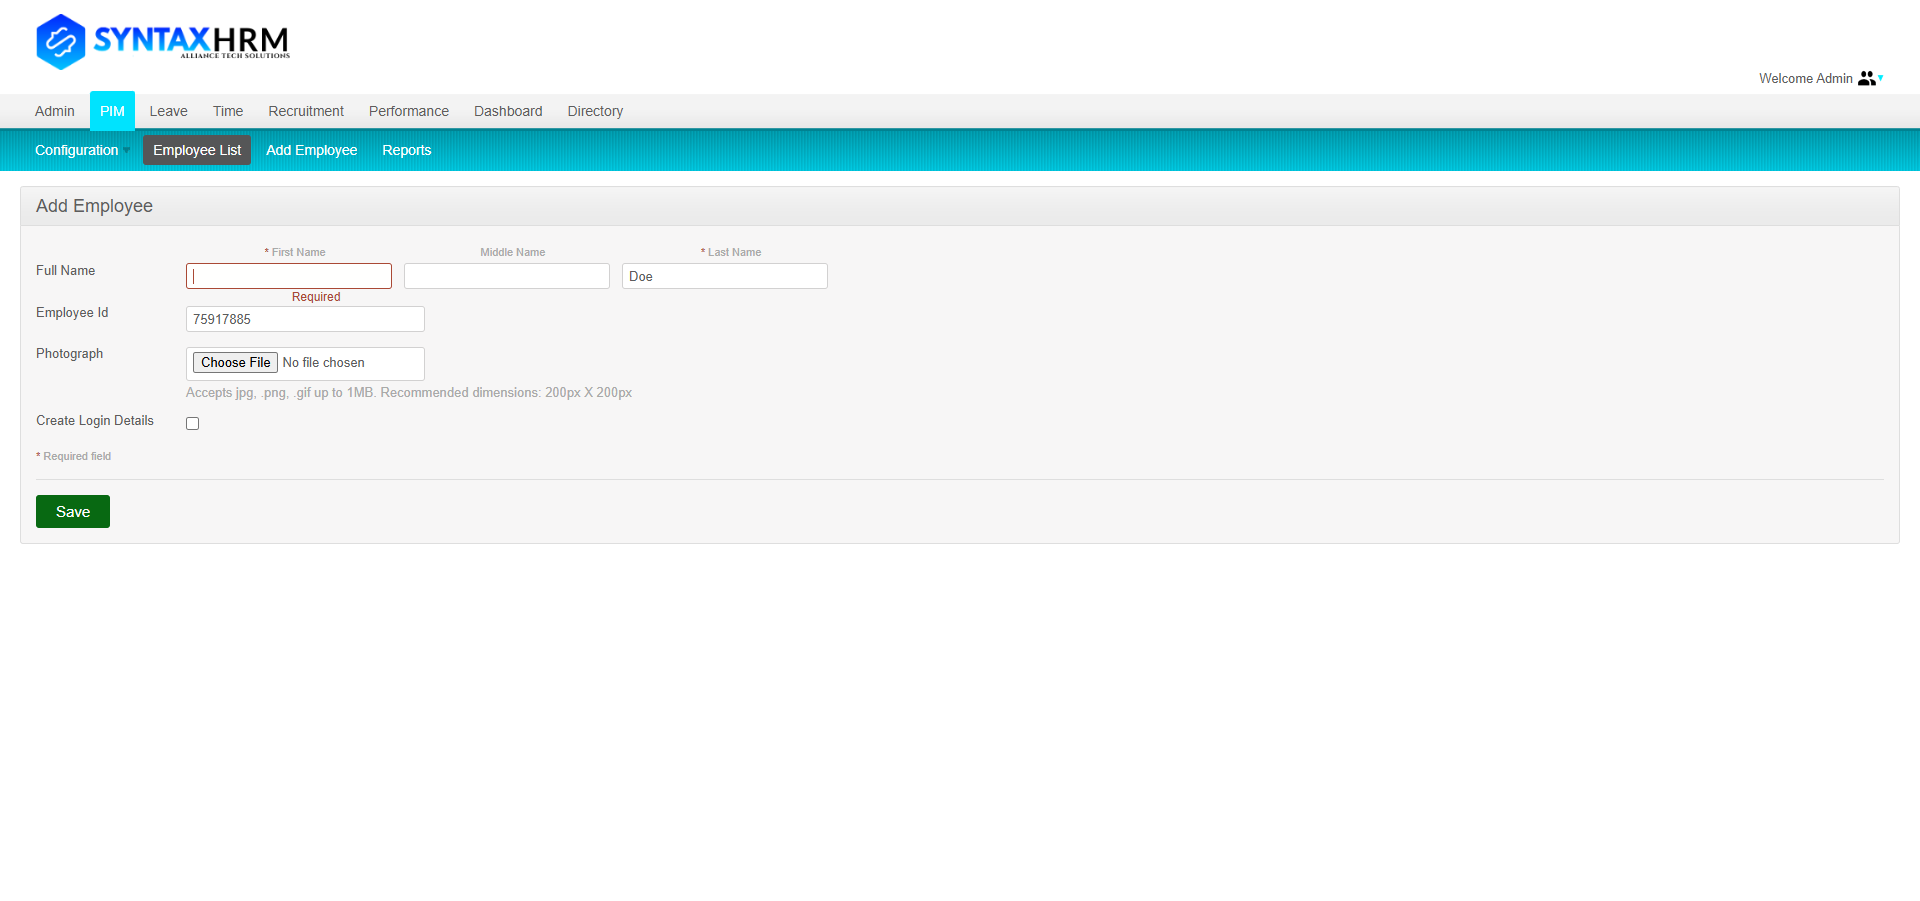 SYNTAXHRM
ALLIANCE TECH SOLUTIONS
Welcome Admin
Admin PIM Leave Time Recruitment Performance Dashboard Directory
Configuration Employee List Add Employee Reports
Add Employee
* First Name Middle Name * Last Name
Full Name Doe
Required
Employee Id 75917885
Photograph Choose File No file chosen
Accepts jpg, .png, .gif up to 1MB. Recommended dimensions: 200px X 200px
Create Login Details
* Required field
Save